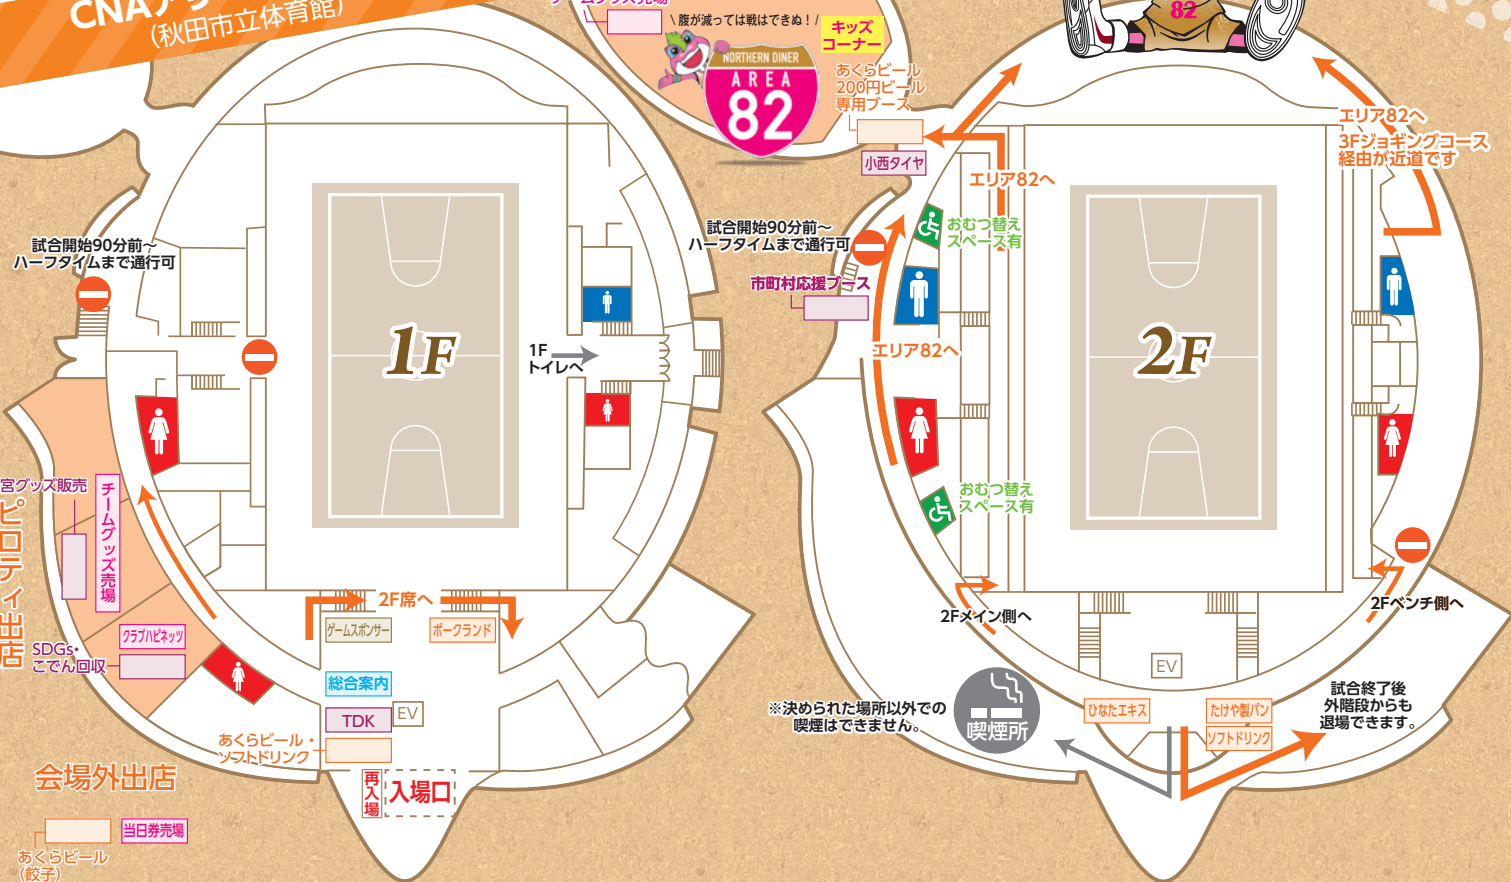 (秋田市立体育館)
\ 腹が減っては戦はできぬ！ /
キッズ
コーナー
NORTHERN DINER
AREA
82
あくらビール
200円ビール
専用ブース
小西タイヤ
82
エリア82へ
エリア82へ
3Fジョギングコース
経由が近道です
試合開始90分前～
ハーフタイムまで通行可
1F
1F
トイレへ
宮グッズ販売
チームグッズ売場
ピロティ出店
クラブハピネッツ
SDGs・
こでん回収
2F席へ
ゲームスポンサー
ポークランド
総合案内
TDK
EV
あくらビール・
ソフトドリンク
再入場
入場口
会場外出店
当日券売場
あくらビール
(餃子)
試合開始90分前～
ハーフタイムまで通行可
おむつ替え
スペース有
市町村応援ブース
エリア82へ
2F
おむつ替え
スペース有
2Fメイン側へ
2Fベンチ側へ
EV
※決められた場所以外での
喫煙はできません。
喫煙所
ひなたエキス
たけや製パン
ソフトドリンク
試合終了後
外階段からも
退場できます。